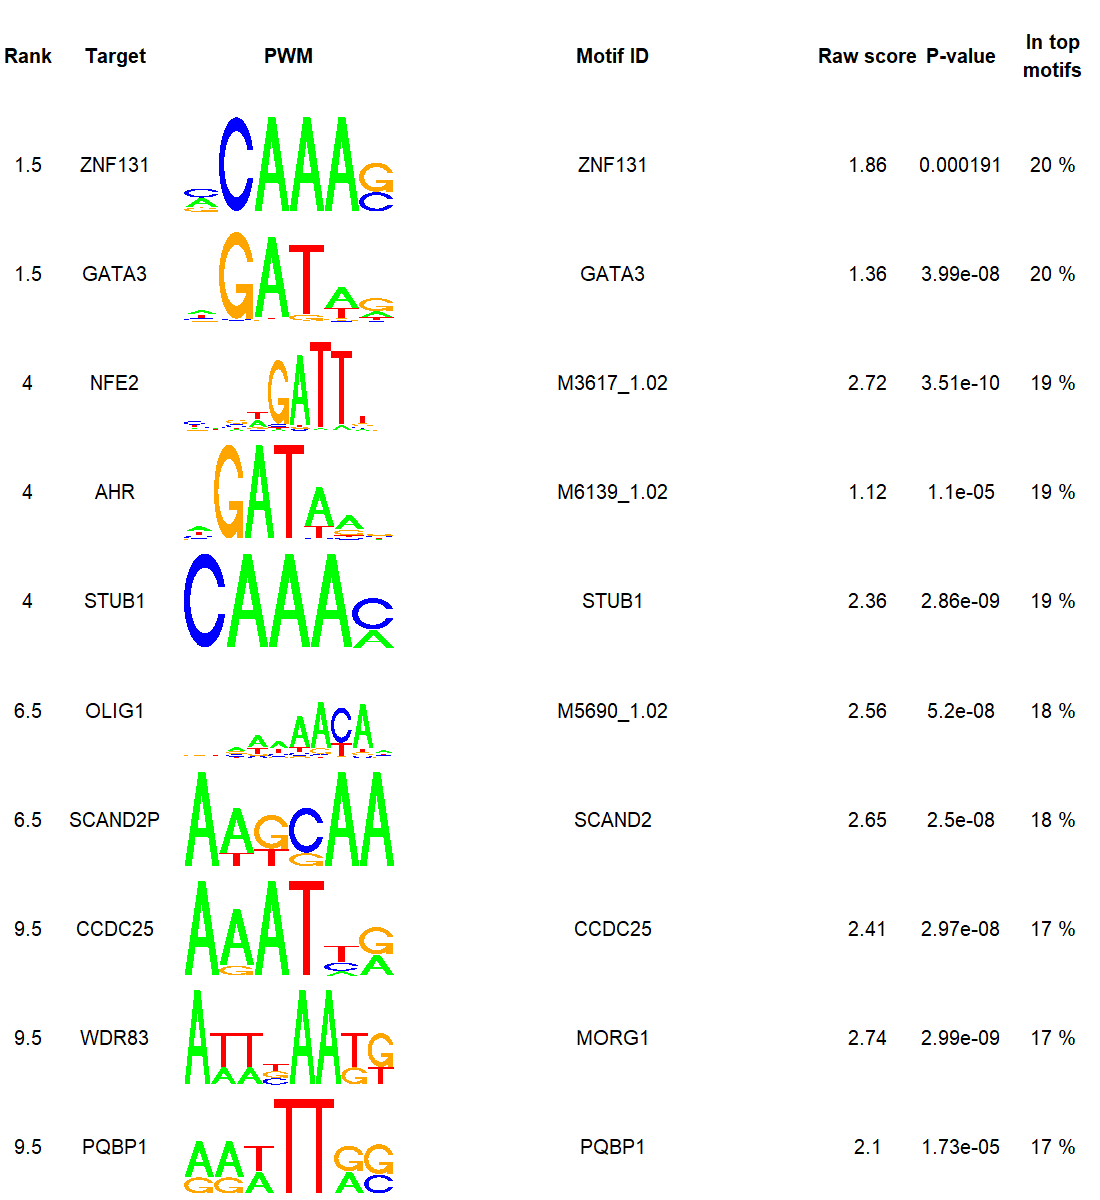 Rank Target PWM Motif ID Raw score P-value In top motifs
1.5 ZNF131 ZNF131 1.86 0.000191 20 %
1.5 GATA3 GATA3 1.36 3.99e-08 20 %
4 NFE2 M3617_1.02 2.72 3.51e-10 19 %
4 AHR M6139_1.02 1.12 1.1e-05 19 %
4 STUB1 STUB1 2.36 2.86e-09 19 %
6.5 OLIG1 M5690_1.02 2.56 5.2e-08 18 %
6.5 SCAND2P SCAND2 2.65 2.5e-08 18 %
9.5 CCDC25 CCDC25 2.41 2.97e-08 17 %
9.5 WDR83 MORG1 2.74 2.99e-09 17 %
9.5 PQBP1 PQBP1 2.1 1.73e-05 17 %